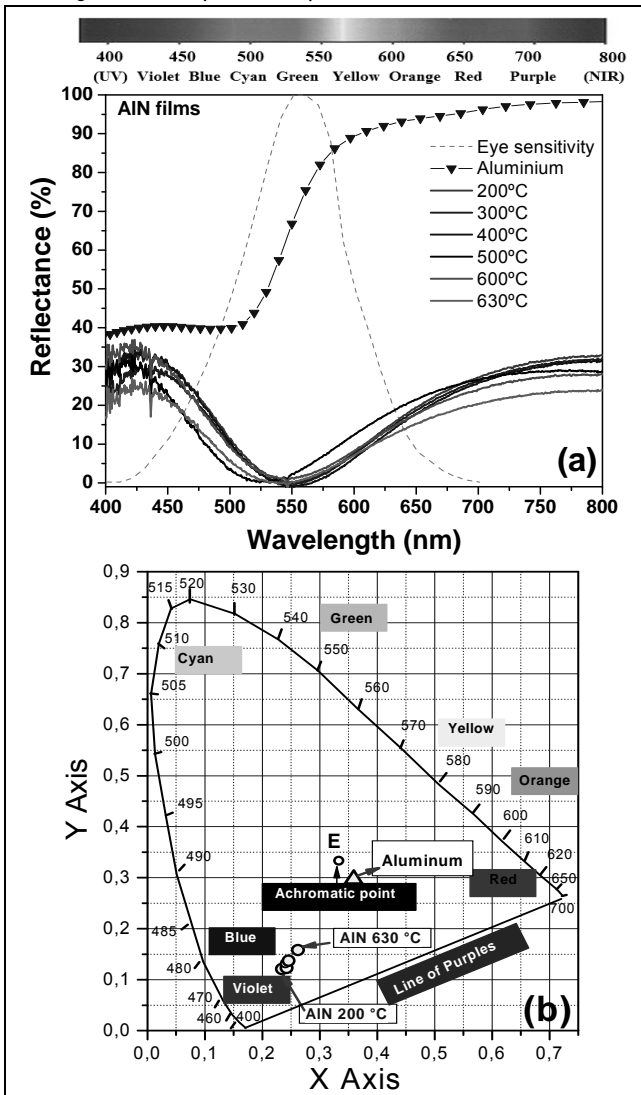 400 450 500 550 600 650 700 800
(UV) Violet Blue Cyan Green Yellow Orange Red Purple (NIR)
100
90
80
70
60
50
40
30
20
10
0
Reflectance (%)
AlN films
Eye sensitivity
Aluminium
200ºC
300ºC
400ºC
500ºC
600ºC
630ºC
(a)
400 450 500 550 600 650 700 750 800
Wavelength (nm)
0,9
0,8
0,7
0,6
0,5
0,4
0,3
0,2
0,1
0,0
Y Axis
515 520 530
540
Green
510
550
Cyan
505
560
500
570
Yellow
580
590
Orange
495
600
E
610
490
Aluminum
620
Red
650
Achromatic point
700
485
Blue
AlN 630 °C
480
Line of Purples
Violet
470
AlN 200 °C
460 400
(b)
0,0 0,1 0,2 0,3 0,4 0,5 0,6 0,7
X Axis